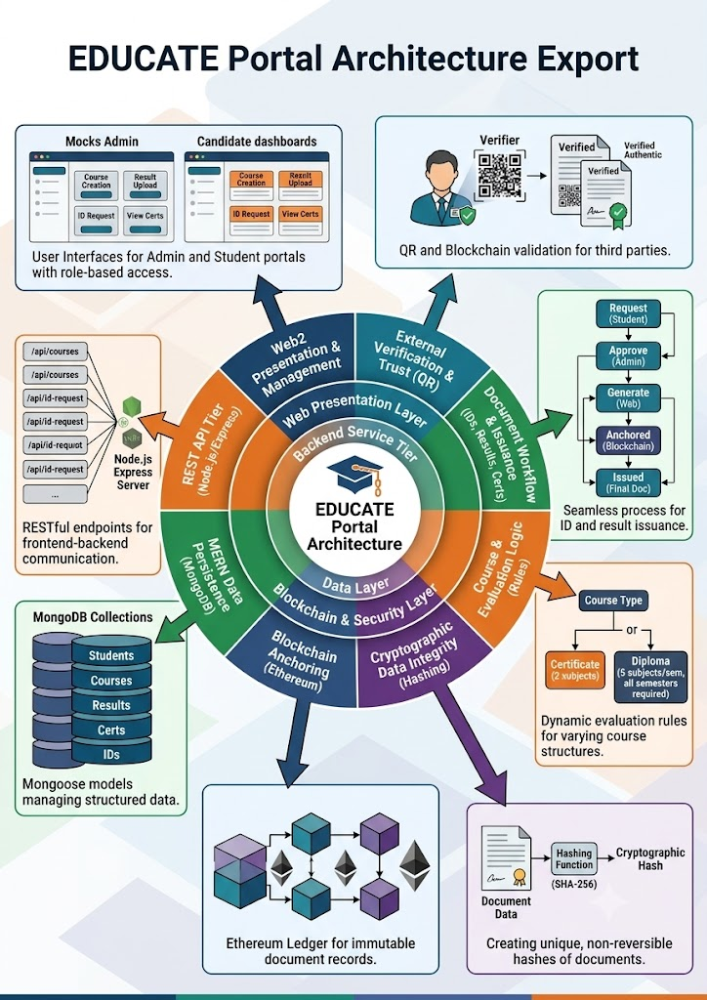 EDUCATE Portal Architecture Export
Mocks Admin
Course
Creation
Result
Upload
ID Request
View Certs
Candidate dashboards
Course Creation
Rexnlt
Upload
ID Request
View Certs
User Interfaces for Admin and Student portals
with role-based access.
Verifier
Verified
Verified
Verified
Authentic
QR and Blockchain validation for third parties.
/api/courses
/api/courses
/api/id-request
/api/id-request
/api/id-requot
/api/id-request
...
Node.js
Express
Server
RESTful endpoints for
frontend-backend
communication.
Web2
Presentation &
Management
External
Verification &
Trust (QR)
Document Workflow
& Issuance
(IDs, Results, Certs)
Course &
Evaluation Logic
(Rules)
Cryptographic
Data Integrity
(Hashing)
Blockchain
Anchoring
(Ethereum)
MERN Data
Persistence
(MongoDB)
REST API Tier
(Node.js/Express)
Web Presentation Layer
Backend Service Tier
EDUCATE
Portal
Architecture
Data Layer
Blockchain & Security Layer
Request
(Student)
Approve
(Admin)
Generate
(Web)
Anchored
(Blockchain)
Issued
(Final Doc)
Seamless process for
ID and result issuance.
Course Type
or
Certificate
(2 xubjects)
Diploma
(5 subjects/sem,
all semesters
required)
Dynamic evaluation rules
for varying course
structures.
MongoDB Collections
Students
Courses
Results
Certs
IDs
Mongoose models
managing structured data.
Ethereum Ledger for immutable
document records.
Document
Data
Hashing
Function
(SHA-256)
Cryptographic
Hash
Creating unique, non-reversible
hashes of documents.